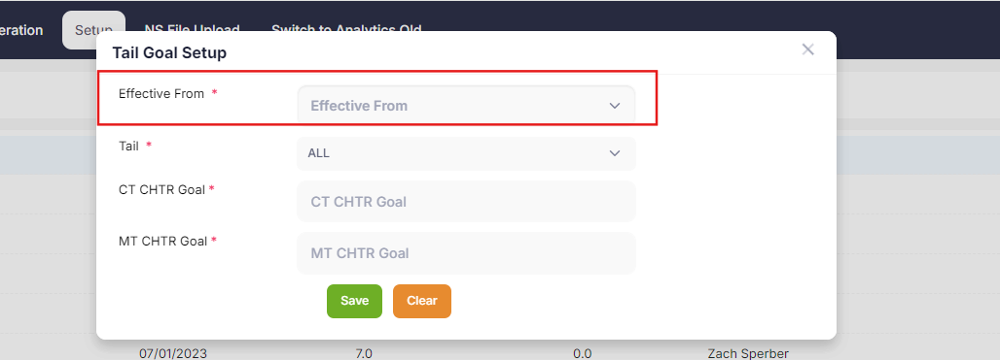 eration Setup NS File Upload Switch to Analytics Old
Tail Goal Setup
Effective From *
Effective From
Tail *
ALL
CT CHTR Goal *
CT CHTR Goal
MT CHTR Goal *
MT CHTR Goal
Save Clear
07/01/2023 7.0 0.0 Zach Sperber